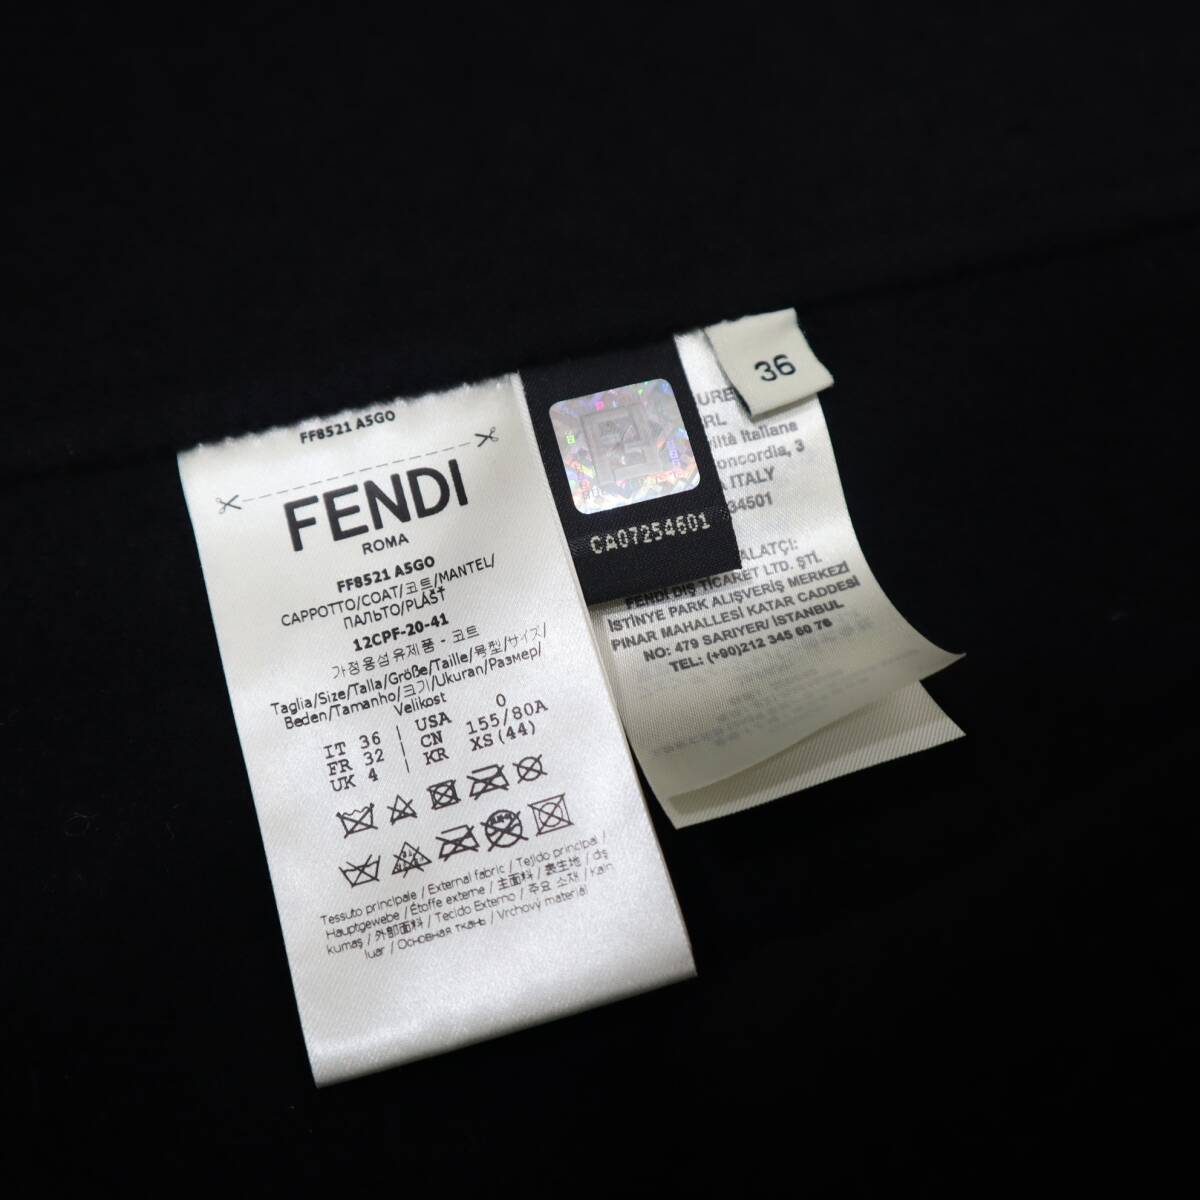 FF8521 A5GO
FENDI
ROMA
FF8521 A5GO
CAPPOTTO/COAT/코트/MANTEL/
ПАЛЬТО/PLÁŠŤ
12CPF-20-41
가정용섬유제품 - 코트
Taglia/Size/Talla/Größe/Taille/号型/サイズ/
Beden/Tamanho/크기/Ukuran/Размер/
Velikost
IT 36 | USA 0
FR 32 | CN 155/80A
UK 4 | KR XS(44)
Tessuto principale / External fabric / Tejido principal /
Hauptgewebe / Étoffe externe / 主面料 / 表生地 / dış
kumaş / 外部面料 / Tecido Externo / 주요 소재 / Kain
luar / Основная ткань / Vrchový materiál
CA07254601
36
URE
RL
iltà Italiana
oncordia, 3
ITALY
34501
ALATÇI:
FENDI DIŞ TİCARET LTD. ŞTİ.
İSTİNYE PARK ALIŞVERİŞ MERKEZİ
PINAR MAHALLESİ KATAR CADDESİ
NO: 479 SARIYER/ İSTANBUL
TEL: (+90)212 345 60 76